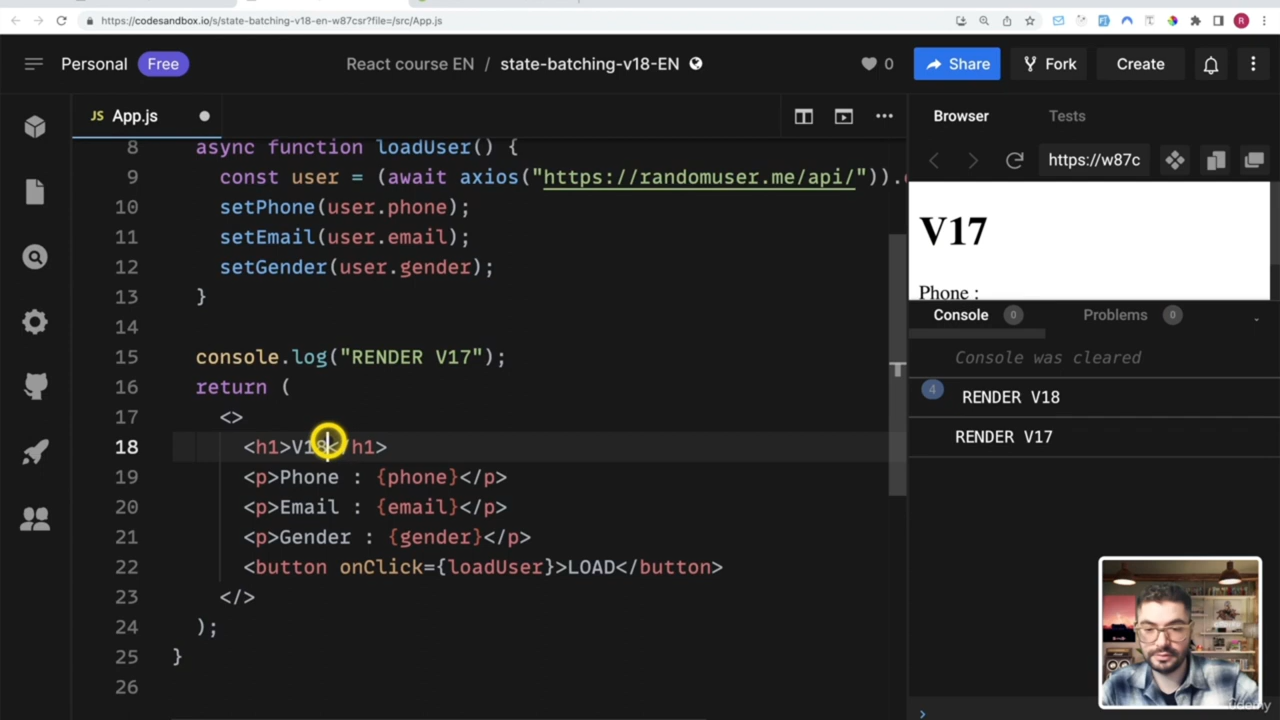 https://codesandbox.io/s/state-batching-v18-en-w87csr?file=/src/App.js
R
Personal
Free
React course EN / state-batching-v18-EN
0
Share
Fork
Create
JS App.js
Browser
Tests
https://w87c
8 async function loadUser() {
9 const user = (await axios("https://randomuser.me/api/")).
10 setPhone(user.phone);
11 setEmail(user.email);
12 setGender(user.gender);
13 }
14
15 console.log("RENDER V17");
16 return (
17 <>
18 <h1>V18</h1>
19 <p>Phone : {phone}</p>
20 <p>Email : {email}</p>
21 <p>Gender : {gender}</p>
22 <button onClick={loadUser}>LOAD</button>
23 </>
24 );
25 }
26
V17
Phone :
Console 0
Problems 0
Console was cleared
4 RENDER V18
RENDER V17
Udemy